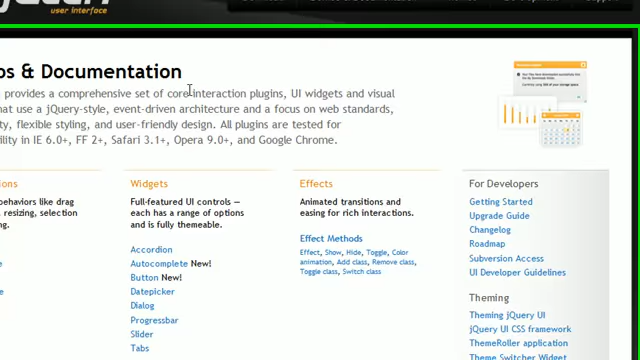 user interface
os & Documentation
provides a comprehensive set of core interaction plugins, UI widgets and visual
hat use a jQuery-style, event-driven architecture and a focus on web standards,
ty, flexible styling, and user-friendly design. All plugins are tested for
bility in IE 6.0+, FF 2+, Safari 3.1+, Opera 9.0+, and Google Chrome.
ions
behaviors like drag
, resizing, selection
g.
Widgets
Full-featured UI controls —
each has a range of options
and is fully themeable.
Accordion
Autocomplete New!
Button New!
Datepicker
Dialog
Progressbar
Slider
Tabs
Effects
Animated transitions and
easing for rich interactions.
Effect Methods
Effect, Show, Hide, Toggle, Color
animation, Add class, Remove class,
Toggle class, Switch class
For Developers
Getting Started
Upgrade Guide
Changelog
Roadmap
Subversion Access
UI Developer Guidelines
Theming
Theming jQuery UI
jQuery UI CSS framework
ThemeRoller application
Theme Switcher Widget